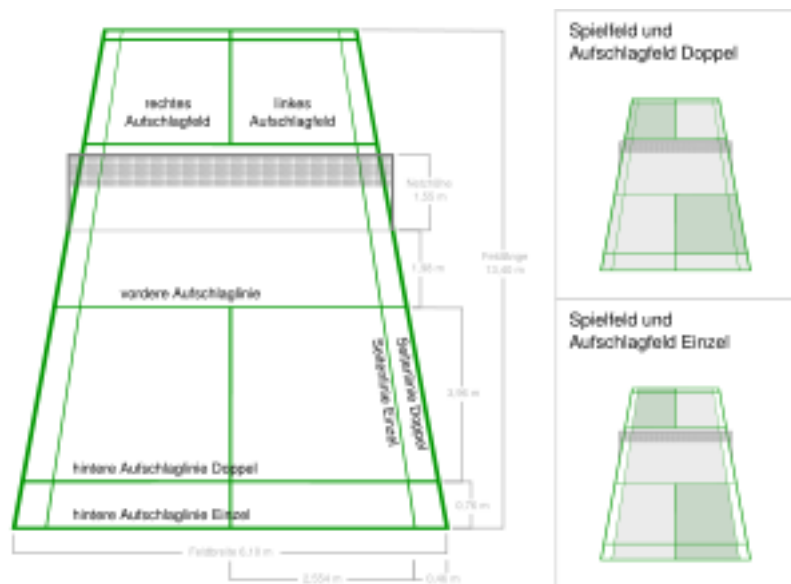 rechtes
Aufschlagfeld
linkes
Aufschlagfeld
Netzhöhe
1,55 m
1,98 m
Feldlänge
13,40 m
vordere Aufschlaglinie
Seitenlinie Einzel
Seitenlinie Doppel
3,96 m
hintere Aufschlaglinie Doppel
0,76 m
hintere Aufschlaglinie Einzel
Feldbreite 6,10 m
0,46 m
Spielfeld und
Aufschlagfeld Doppel
Spielfeld und
Aufschlagfeld Einzel